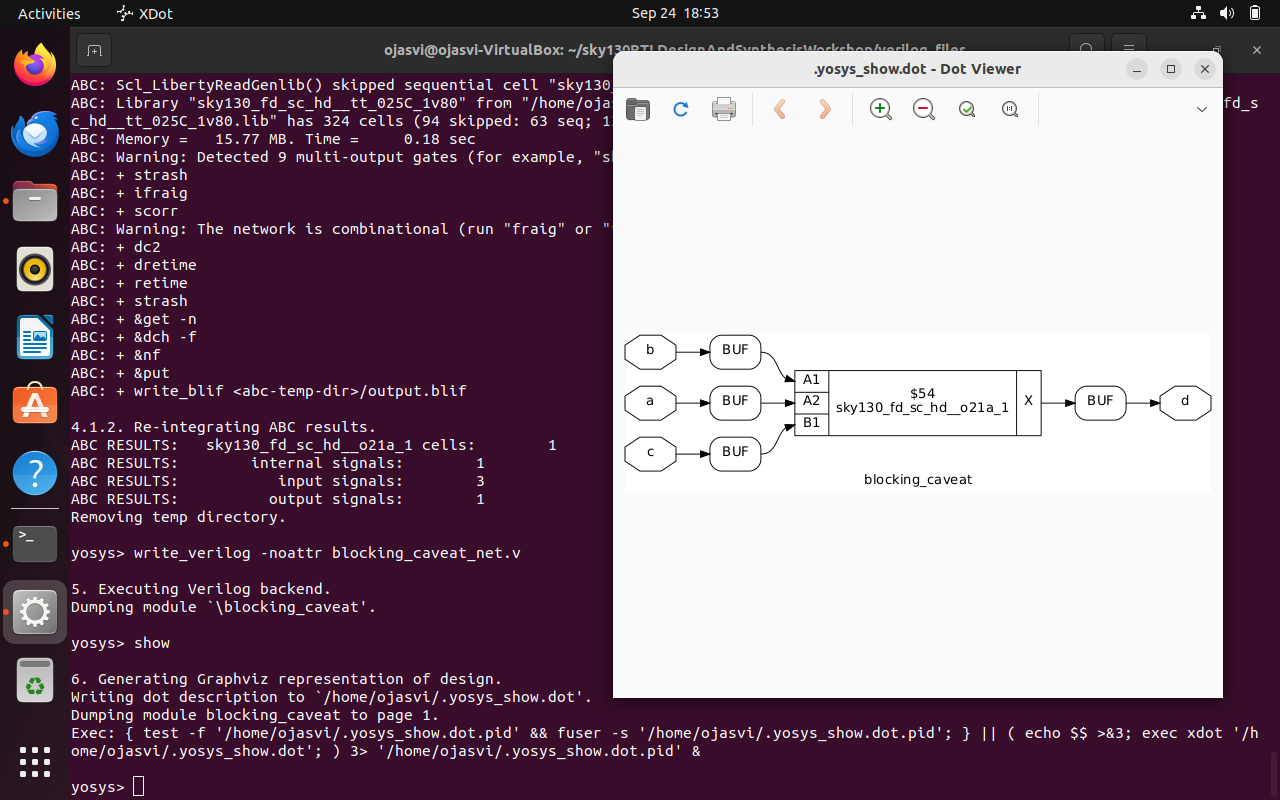 Activities
XDot
Sep 24 18:53
ojasvi@ojasvi-VirtualBox: ~/sky130RTLDesignAndSynthesisWorkshop/verilog_files
ABC: Scl_LibertyReadGenlib() skipped sequential cell "sky130_
ABC: Library "sky130_fd_sc_hd__tt_025C_1v80" from "/home/ojas
fd_s
c_hd__tt_025C_1v80.lib" has 324 cells (94 skipped: 63 seq; 1
ABC: Memory = 15.77 MB. Time = 0.18 sec
ABC: Warning: Detected 9 multi-output gates (for example, "s
ABC: + strash
ABC: + ifraig
ABC: + scorr
ABC: Warning: The network is combinational (run "fraig" or "
ABC: + dc2
ABC: + dretime
ABC: + retime
ABC: + strash
ABC: + &get -n
ABC: + &dch -f
ABC: + &nf
ABC: + &put
ABC: + write_blif <abc-temp-dir>/output.blif
4.1.2. Re-integrating ABC results.
ABC RESULTS: sky130_fd_sc_hd__o21a_1 cells: 1
ABC RESULTS: internal signals: 1
ABC RESULTS: input signals: 3
ABC RESULTS: output signals: 1
Removing temp directory.
yosys> write_verilog -noattr blocking_caveat_net.v
5. Executing Verilog backend.
Dumping module `\blocking_caveat'.
yosys> show
6. Generating Graphviz representation of design.
Writing dot description to `/home/ojasvi/.yosys_show.dot'.
Dumping module blocking_caveat to page 1.
Exec: { test -f '/home/ojasvi/.yosys_show.dot.pid' && fuser -s '/home/ojasvi/.yosys_show.dot.pid'; } || ( echo $$ >&3; exec xdot '/h
ome/ojasvi/.yosys_show.dot'; ) 3> '/home/ojasvi/.yosys_show.dot.pid' &
yosys>
.yosys_show.dot - Dot Viewer
b
BUF
a
BUF
c
BUF
A1
A2
B1
$54
sky130_fd_sc_hd__o21a_1
X
BUF
d
blocking_caveat